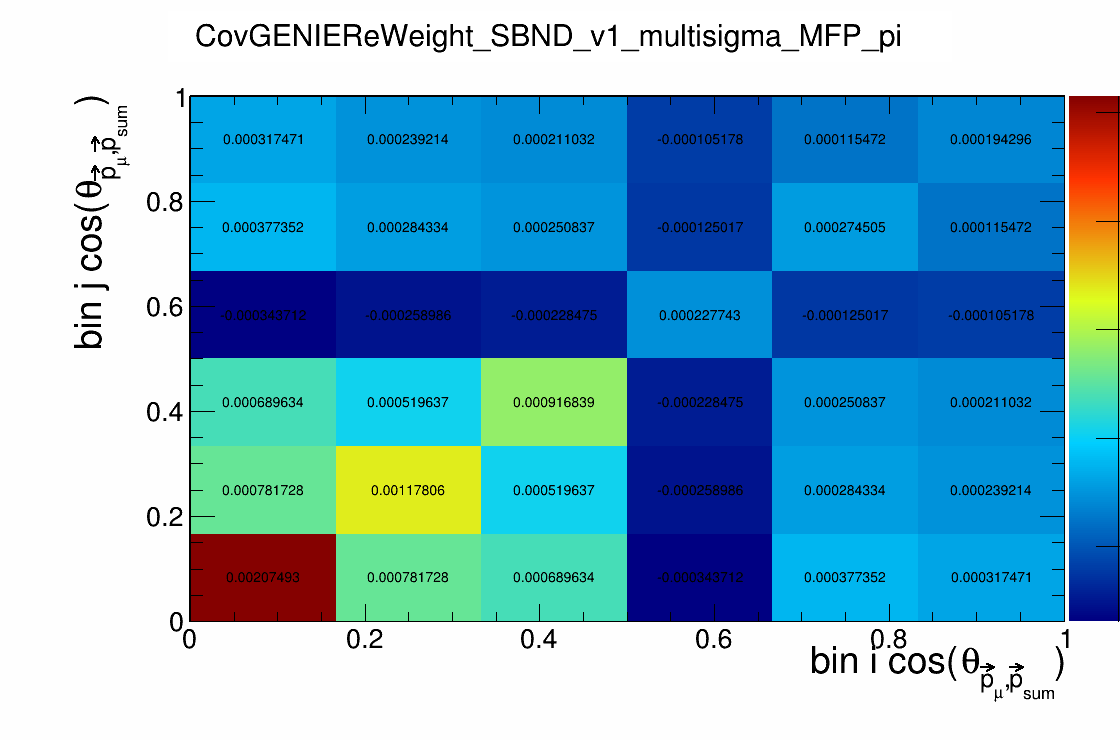 CovGENIEReWeight_SBND_v1_multisigma_MFP_pi
bin j cos(θ p⃗μ,p⃗sum)
1
0.8
0.6
0.4
0.2
0
0.000317471 0.000239214 0.000211032 -0.000105178 0.000115472 0.000194296
0.000377352 0.000284334 0.000250837 -0.000125017 0.000274505 0.000115472
-0.000343712 -0.000258986 -0.000228475 0.000227743 -0.000125017 -0.000105178
0.000689634 0.000519637 0.000916839 -0.000228475 0.000250837 0.000211032
0.000781728 0.00117806 0.000519637 -0.000258986 0.000284334 0.000239214
0.00207493 0.000781728 0.000689634 -0.000343712 0.000377352 0.000317471
0 0.2 0.4 0.6 0.8 1
bin i cos(θ p⃗μ,p⃗sum)